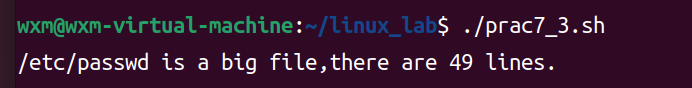 wxm@wxm-virtual-machine:~/linux_lab$ ./prac7_3.sh
/etc/passwd is a big file,there are 49 lines.